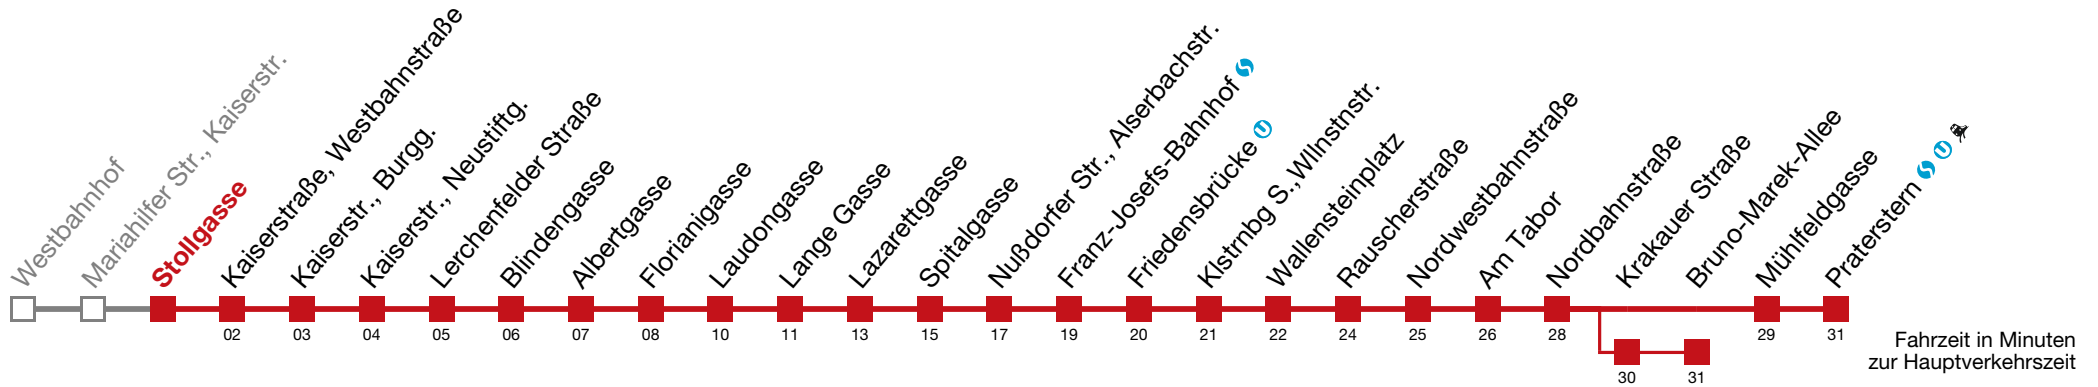 Westbahnhof
Mariahilfer Str., Kaiserstr.
Stollgasse
Kaiserstraße, Westbahnstraße
Kaiserstr., Burgg.
Kaiserstr., Neustiftg.
Lerchenfelder Straße
Blindengasse
Albertgasse
Florianigasse
Laudongasse
Lange Gasse
Lazarettgasse
Spitalgasse
Nußdorfer Str., Alserbachstr.
Franz-Josefs-Bahnhof
Friedensbrücke U
Klstrnbg S.,Wllnstnstr.
Wallensteinplatz
Rauscherstraße
Nordwestbahnstraße
Am Tabor
Nordbahnstraße
Krakauer Straße
Bruno-Marek-Allee
Mühlfeldgasse
Praterstern U
02 03 04 05 06 07 08 10 11 13 15 17 19 20 21 22 24 25 26 28 29 31
30 31
Fahrzeit in Minuten
zur Hauptverkehrszeit